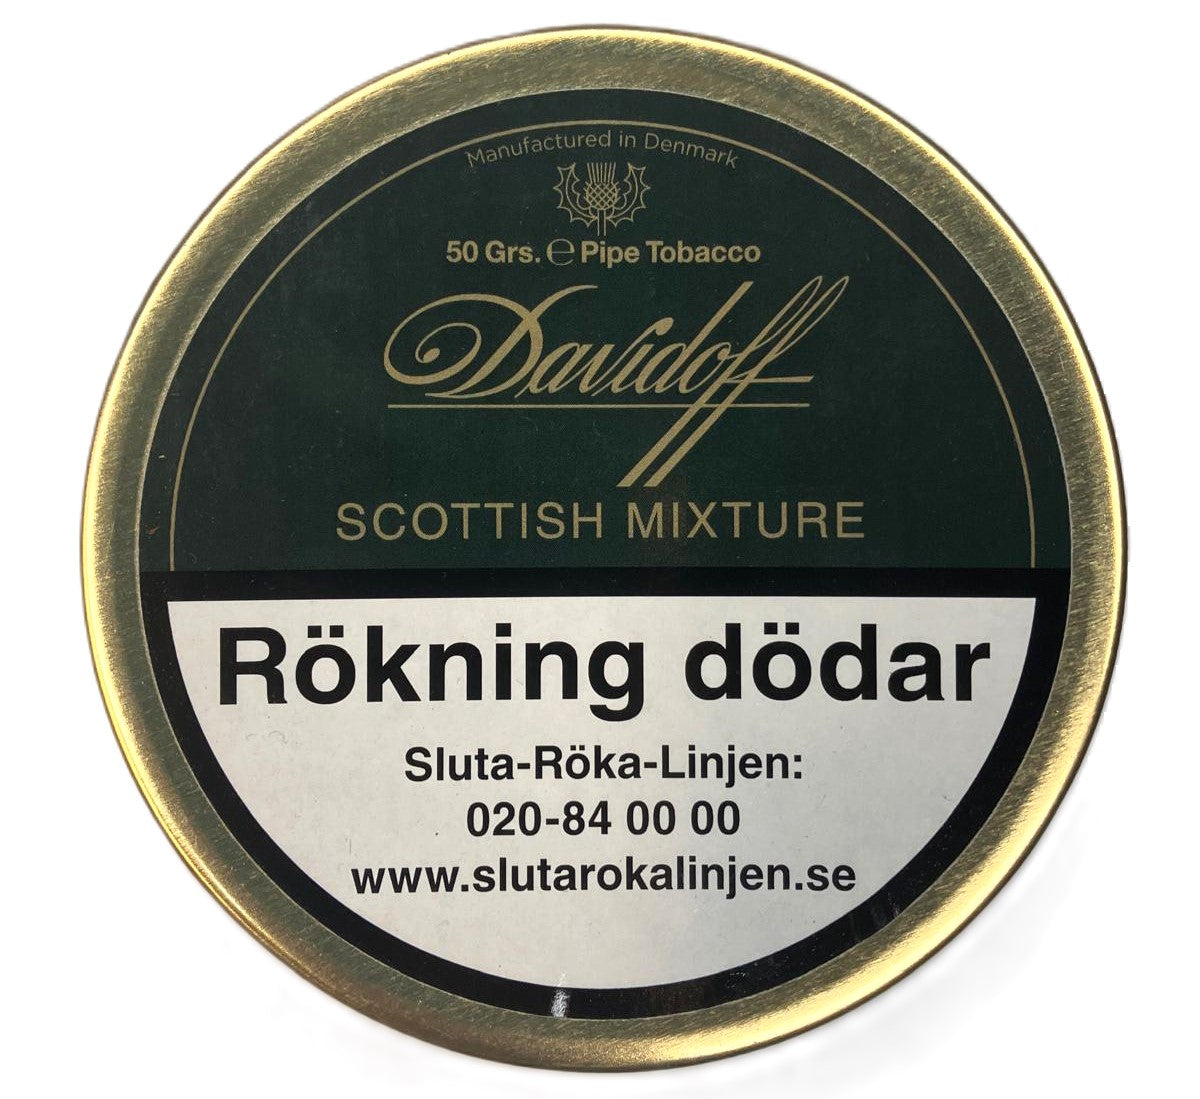 Manufactured in Denmark
50 Grs. ℮ Pipe Tobacco
Davidoff
SCOTTISH MIXTURE
Rökning dödar
Sluta-Röka-Linjen:
020-84 00 00
www.slutarokalinjen.se